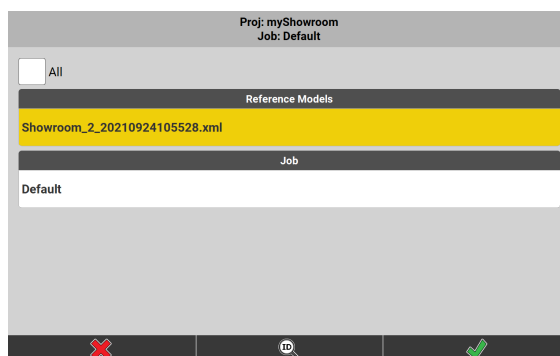 Proj: myShowroom
Job: Default
All
Reference Models
Showroom_2_20210924105528.xml
Job
Default
ID